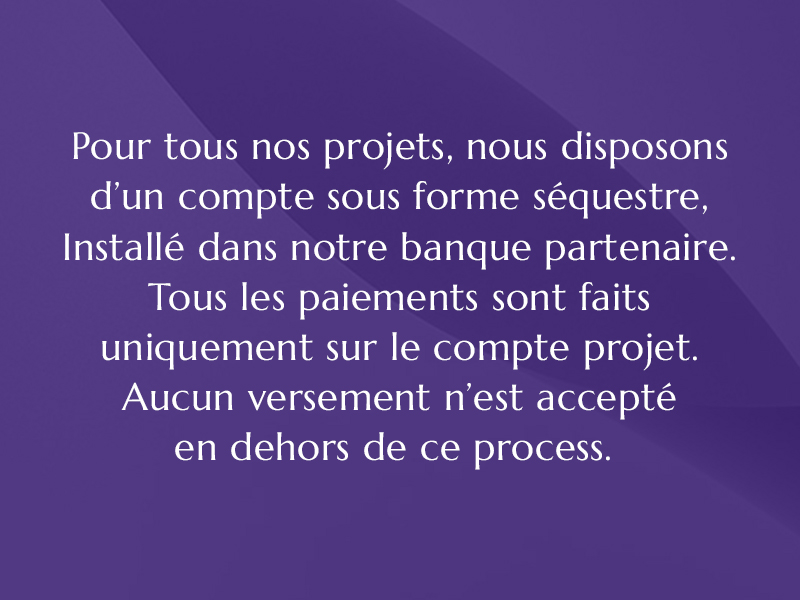 Pour tous nos projets, nous disposons
d’un compte sous forme séquestre,
Installé dans notre banque partenaire.
Tous les paiements sont faits
uniquement sur le compte projet.
Aucun versement n’est accepté
en dehors de ce process.